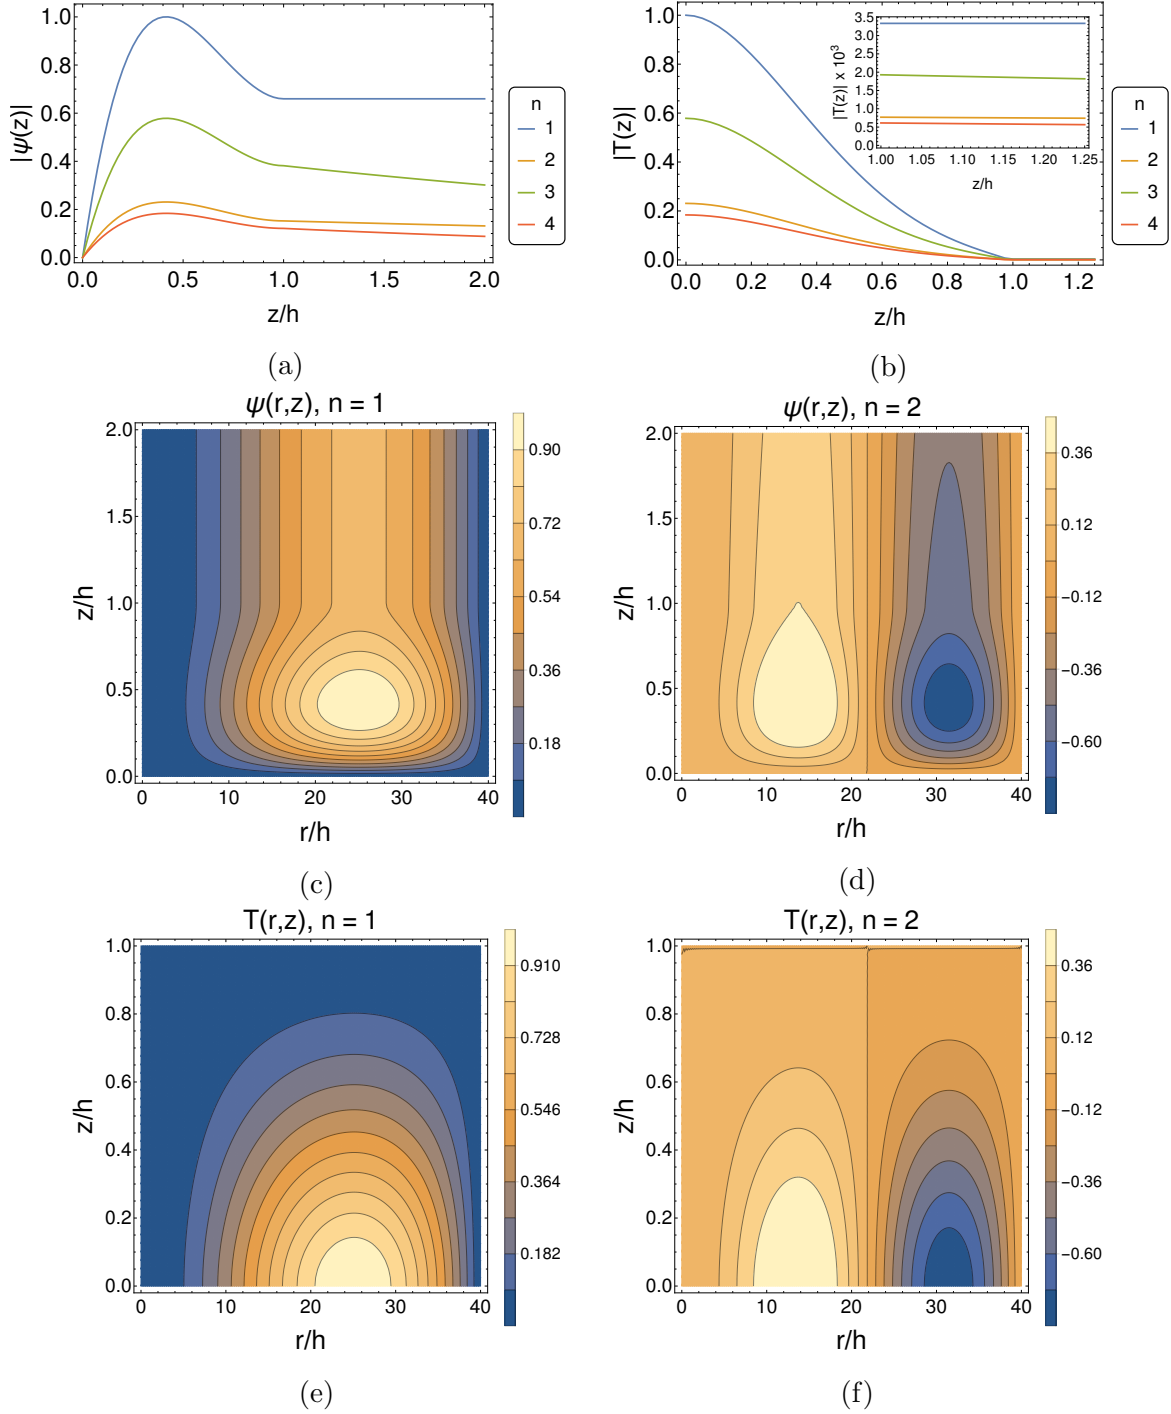 |ψ(z)|
1.0
0.8
0.6
0.4
0.2
0.0
0.0 0.5 1.0 1.5 2.0
z/h
n
1
2
3
4
(a)
|T(z)|
1.0
0.8
0.6
0.4
0.2
0.0
0.0 0.2 0.4 0.6 0.8 1.0 1.2
z/h
|T(z)| x 10³
3.5
3.0
2.5
2.0
1.5
1.0
0.5
0.0
1.00 1.05 1.10 1.15 1.20 1.25
z/h
n
1
2
3
4
(b)
ψ(r,z), n = 1
z/h
2.0
1.5
1.0
0.5
0.0
0 10 20 30 40
r/h
0.90
0.72
0.54
0.36
0.18
(c)
ψ(r,z), n = 2
z/h
2.0
1.5
1.0
0.5
0.0
0 10 20 30 40
r/h
0.36
0.12
−0.12
−0.36
−0.60
(d)
T(r,z), n = 1
z/h
1.0
0.8
0.6
0.4
0.2
0.0
0 10 20 30 40
r/h
0.910
0.728
0.546
0.364
0.182
(e)
T(r,z), n = 2
z/h
1.0
0.8
0.6
0.4
0.2
0.0
0 10 20 30 40
r/h
0.36
0.12
−0.12
−0.36
−0.60
(f)